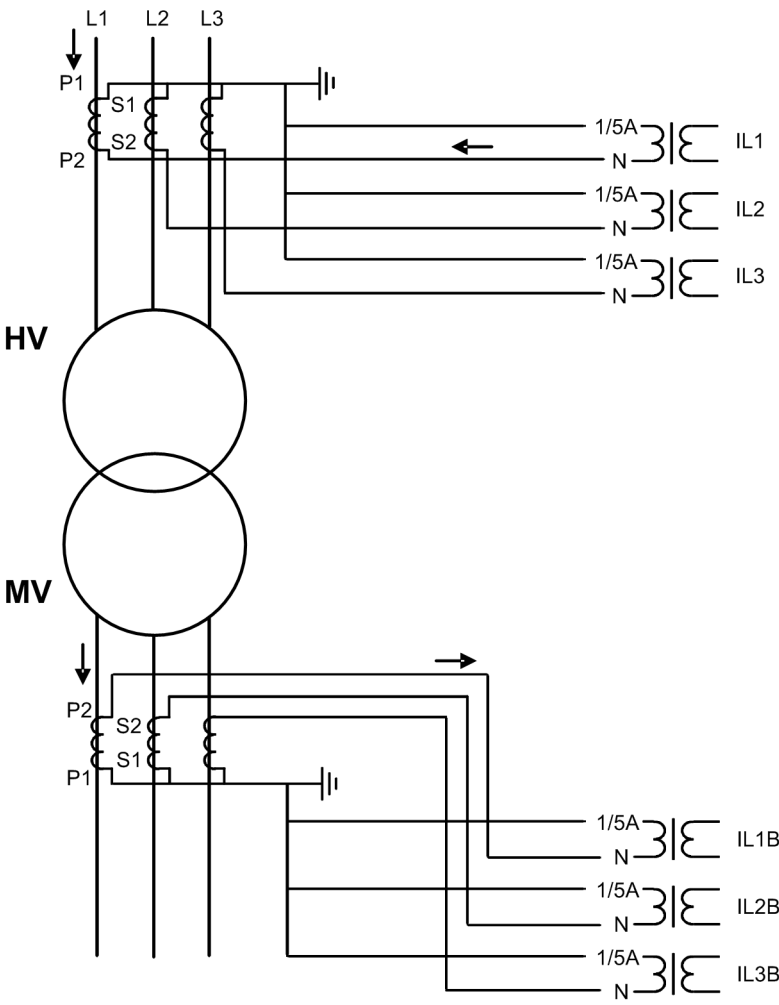 L1 L2 L3
P1
S1
S2
P2
1/5A
N
IL1
1/5A
N
IL2
1/5A
N
IL3
HV
MV
P2
S2
S1
P1
1/5A
N
IL1B
1/5A
N
IL2B
1/5A
N
IL3B